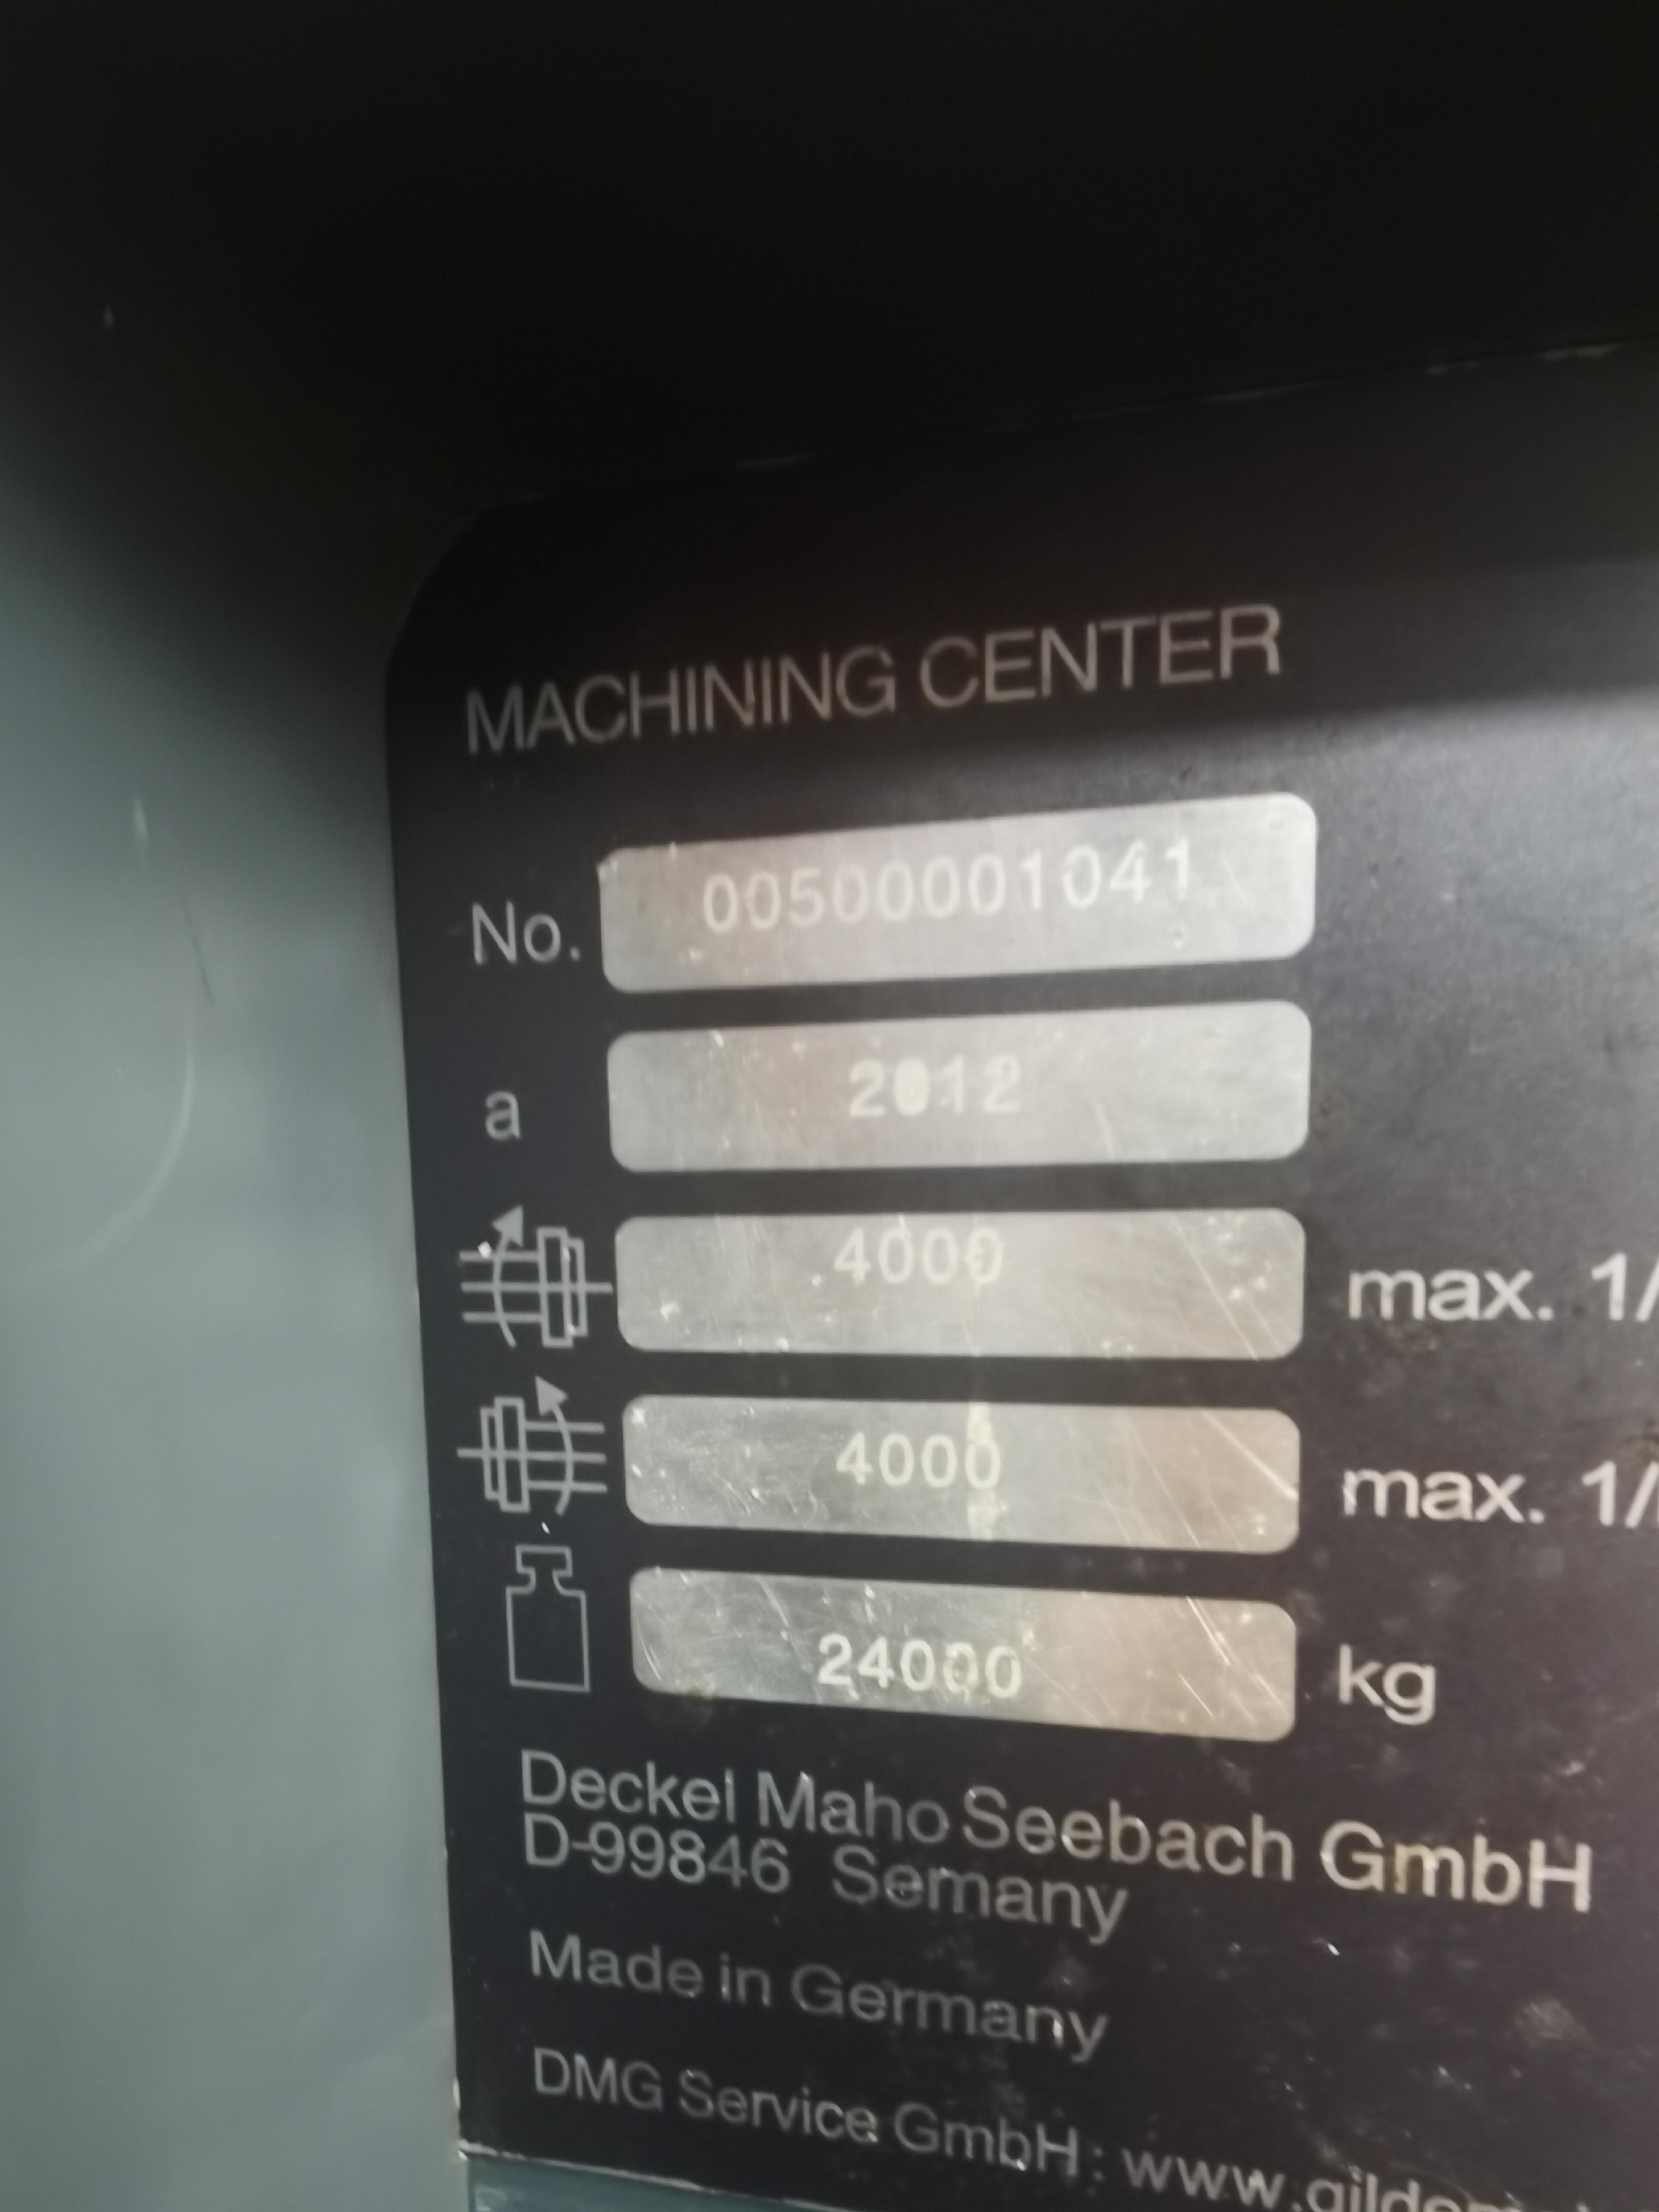 MACHINING CENTER
No. 00500001041
a 2012
4000 max. 1/
4000 max. 1/
24000 kg
Deckel Maho Seebach GmbH
D-99846 Semany
Made in Germany
DMG Service GmbH: www.gildem